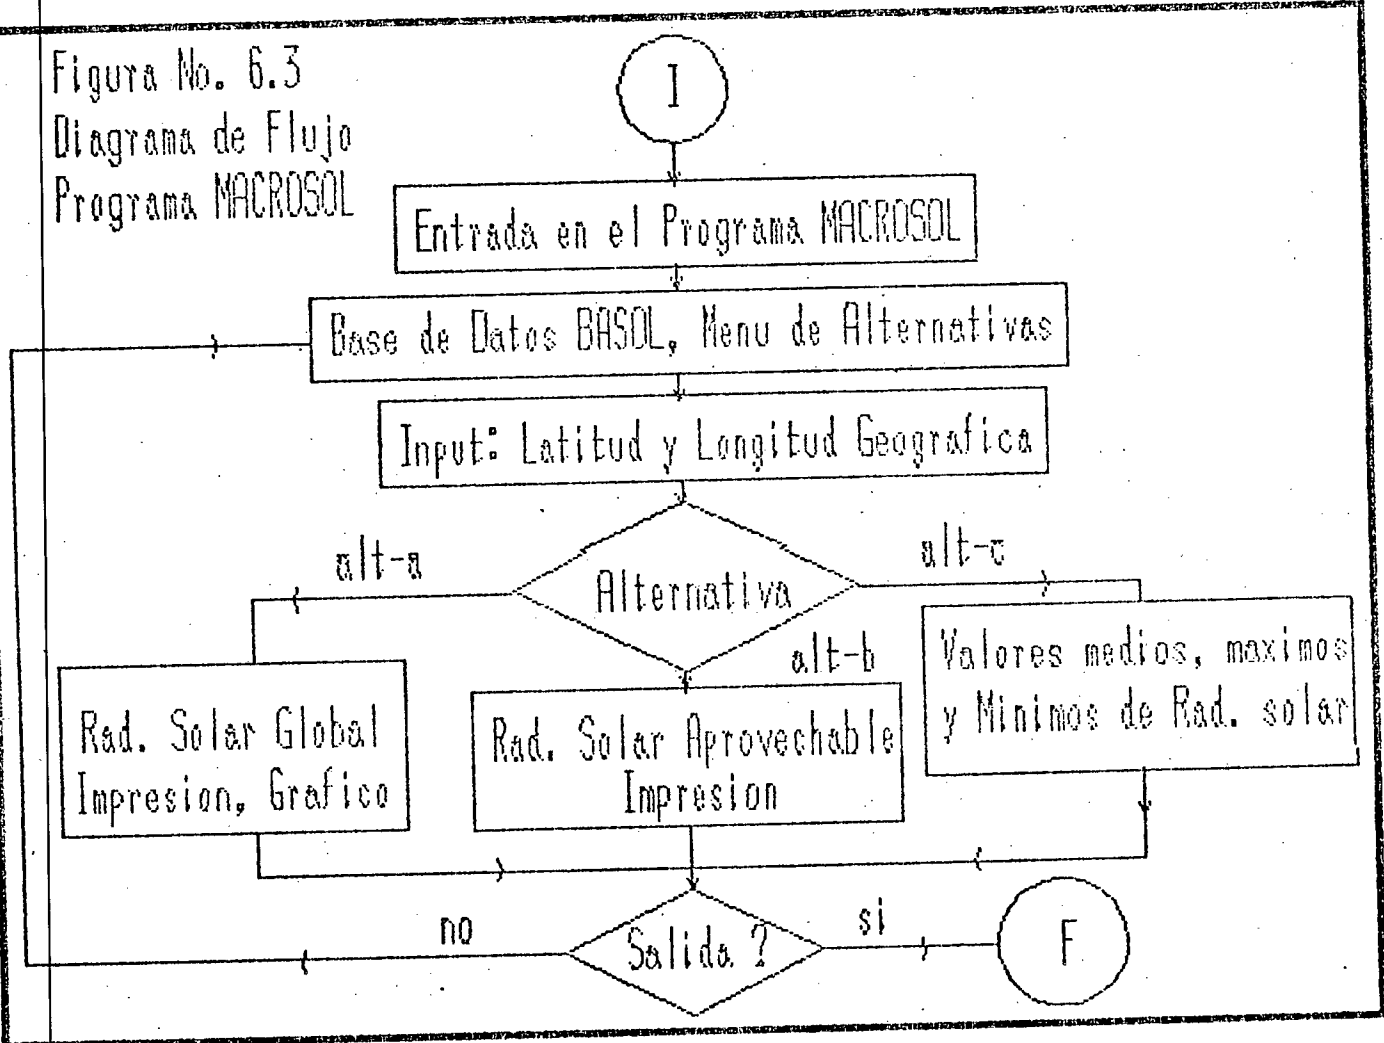 Figura No. 6.3
Diagrama de Flujo
Programa MACROSOL
I
Entrada en el Programa MACROSOL
Base de Datos BASOL, Menu de Alternativas
Input: Latitud y Longitud Geografica
Alternativa
alt-a
alt-c
alt-b
Rad. Solar Global
Impresion, Grafico
Rad. Solar Aprovechable
Impresion
Valores medios, maximos
y Minimos de Rad. solar
Salida ?
no
si
F